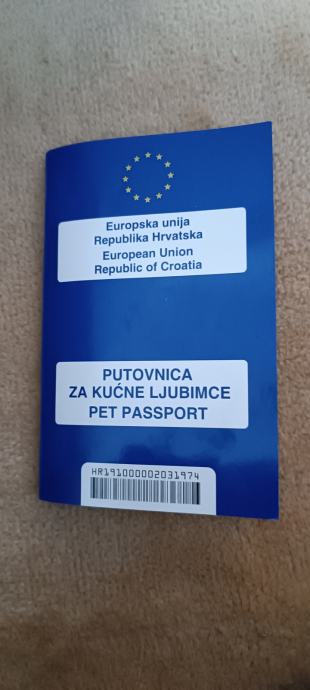 Europska unija
Republika Hrvatska
European Union
Republic of Croatia
PUTOVNICA
ZA KUĆNE LJUBIMCE
PET PASSPORT
HR191000002031974